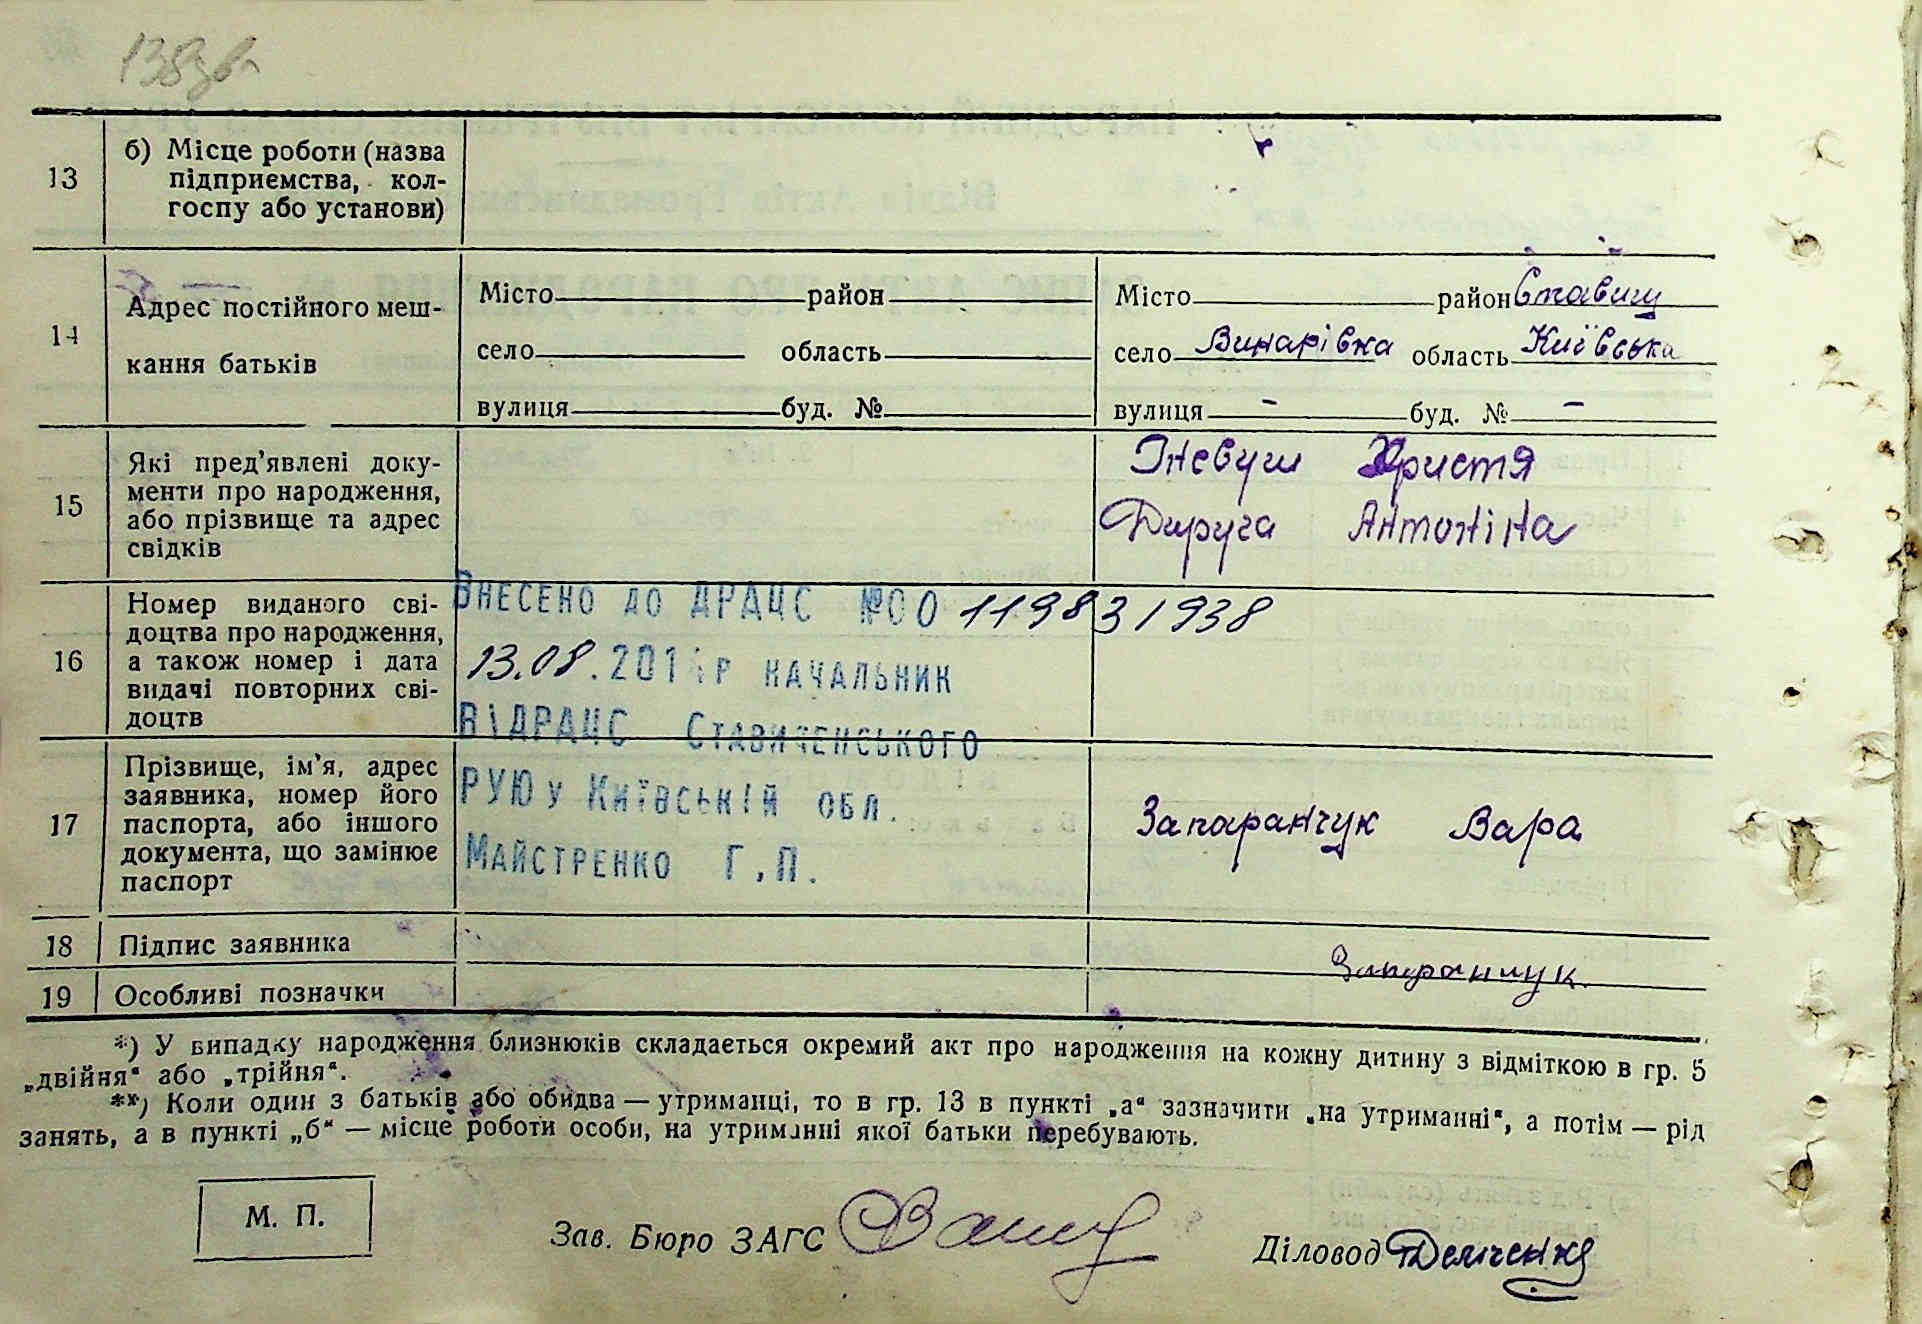 138зв
13
б) Місце роботи (назва
підприємства, кол-
госпу або установи)
14
Адрес постійного меш-
кання батьків
Місто район
село область
вулиця буд. №
Місто район Ставищ
село Винарівка область Київська
вулиця - буд. № -
15
Які пред'явлені доку-
менти про народження,
або прізвище та адрес
свідків
Гневуш Христя
Дируга Антоніна
16
Номер виданого сві-
доцтва про народження,
а також номер і дата
видачі повторних сві-
доцтв
Внесено до ДРАЦС №00119831938
13.08.201 р начальник
ВіДРАЦС Ставищенського
РУЮ у Київській обл.
Майстренко Г.П.
17
Прізвище, ім'я, адрес
заявника, номер його
паспорта, або іншого
документа, що замінює
паспорт
Запаранчук Вара
18
Підпис заявника
Запаранчук.
19
Особливі позначки
*) У випадку народження близнюків складається окремий акт про народження на кожну дитину з відміткою в гр. 5
„двійня“ або „трійня“.
**) Коли один з батьків або обидва — утриманці, то в гр. 13 в пункті „а“ зазначити „на утриманні“, а потім — рід
занять, а в пункті „б“ — місце роботи особи, на утриманні якої батьки перебувають.
М. П.
Зав. Бюро ЗАГС
Діловод